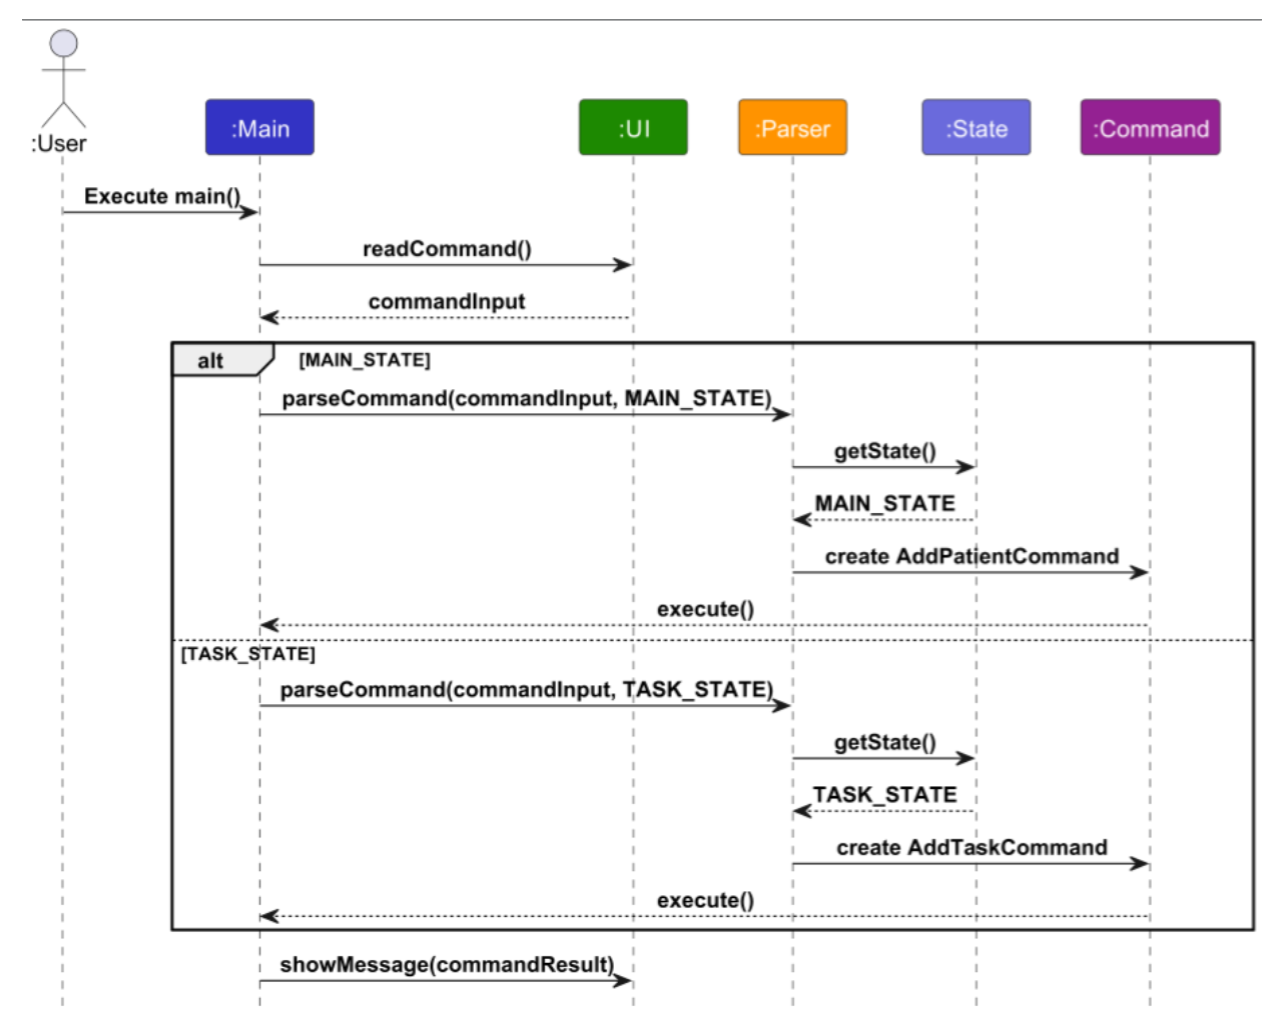 :User
:Main
:UI
:Parser
:State
:Command
Execute main()
readCommand()
commandInput
alt
[MAIN_STATE]
parseCommand(commandInput, MAIN_STATE)
getState()
MAIN_STATE
create AddPatientCommand
execute()
[TASK_STATE]
parseCommand(commandInput, TASK_STATE)
getState()
TASK_STATE
create AddTaskCommand
execute()
showMessage(commandResult)